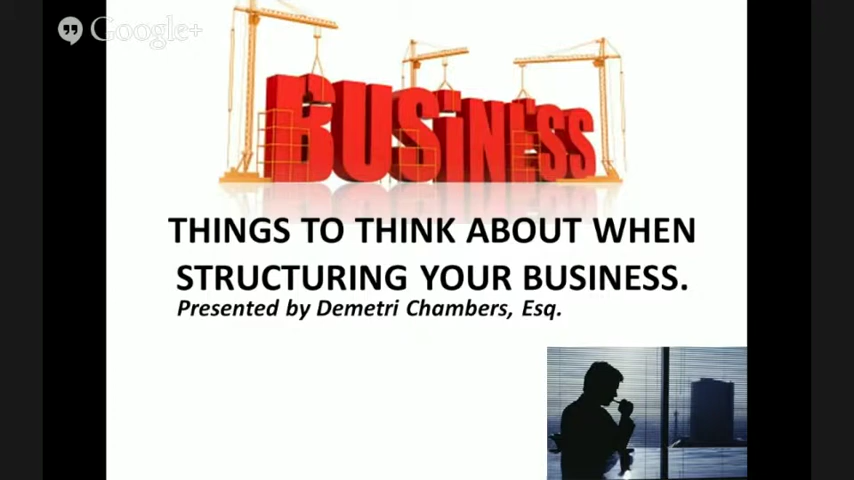 Google+
BUSiNESS
THINGS TO THINK ABOUT WHEN
STRUCTURING YOUR BUSINESS.
Presented by Demetri Chambers, Esq.